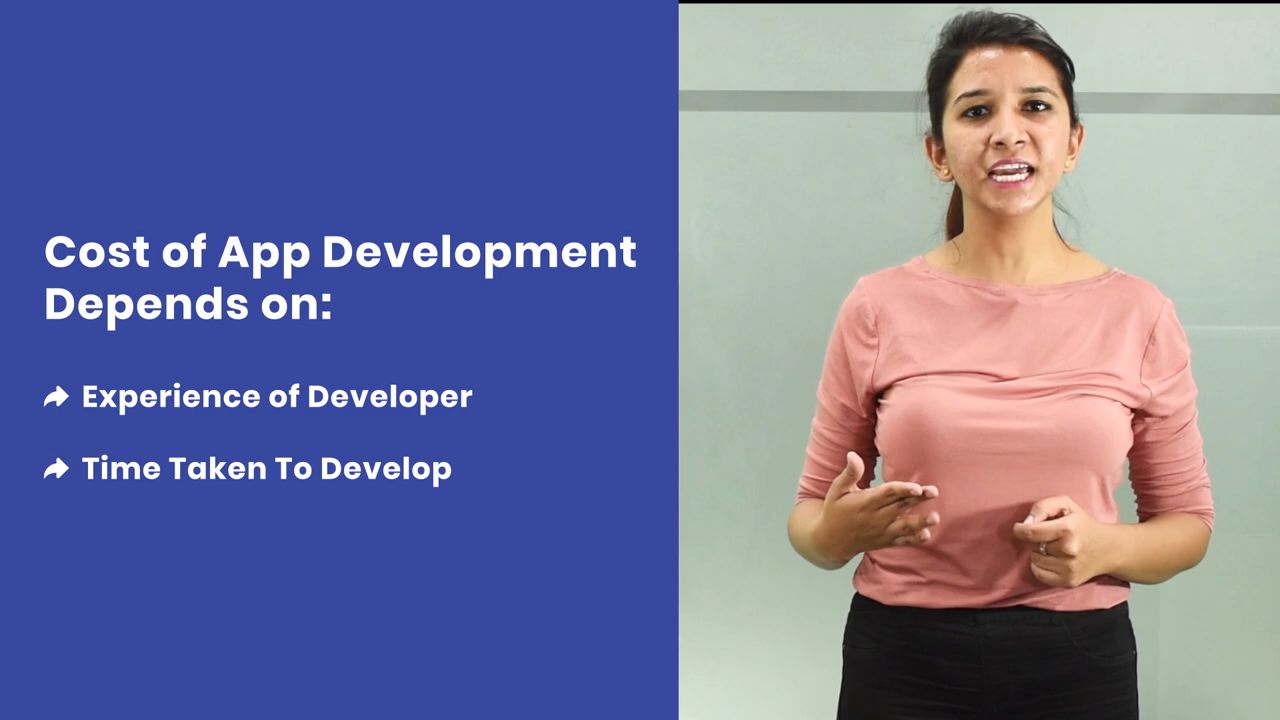 Cost of App Development
Depends on:
Experience of Developer
Time Taken To Develop